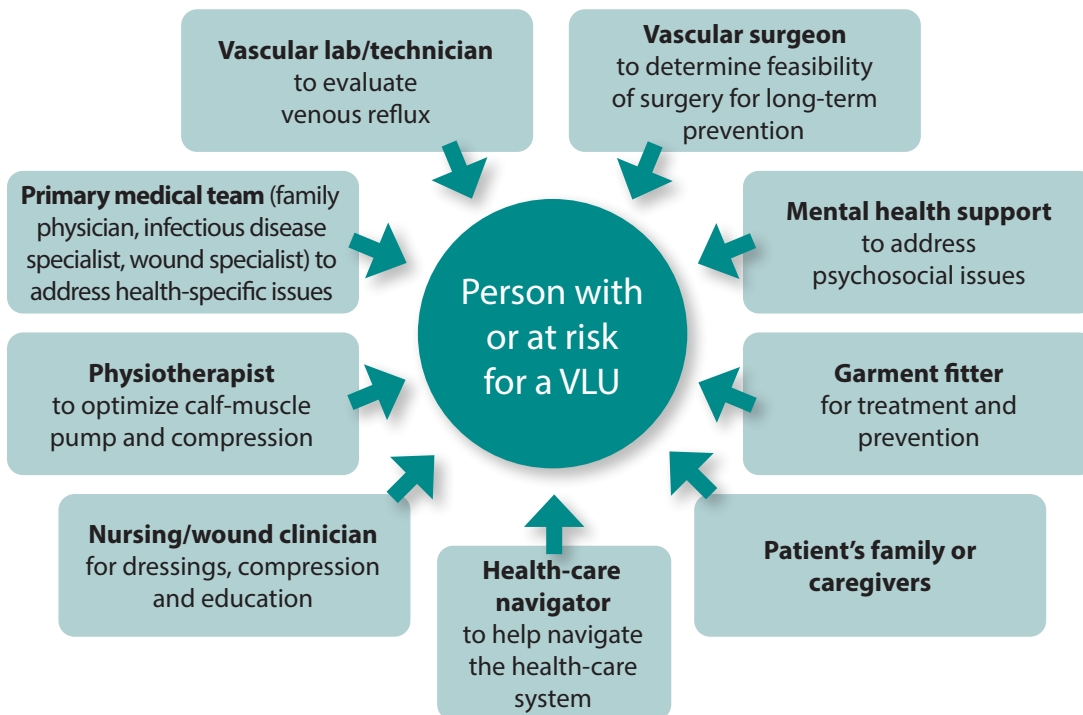 Vascular lab/technician
to evaluate
venous reflux
Vascular surgeon
to determine feasibility
of surgery for long-term
prevention
Primary medical team (family
physician, infectious disease
specialist, wound specialist) to
address health-specific issues
Mental health support
to address
psychosocial issues
Person with
or at risk
for a VLU
Physiotherapist
to optimize calf-muscle
pump and compression
Garment fitter
for treatment and
prevention
Nursing/wound clinician
for dressings, compression
and education
Health-care
navigator
to help navigate
the health-care
system
Patient’s family or
caregivers